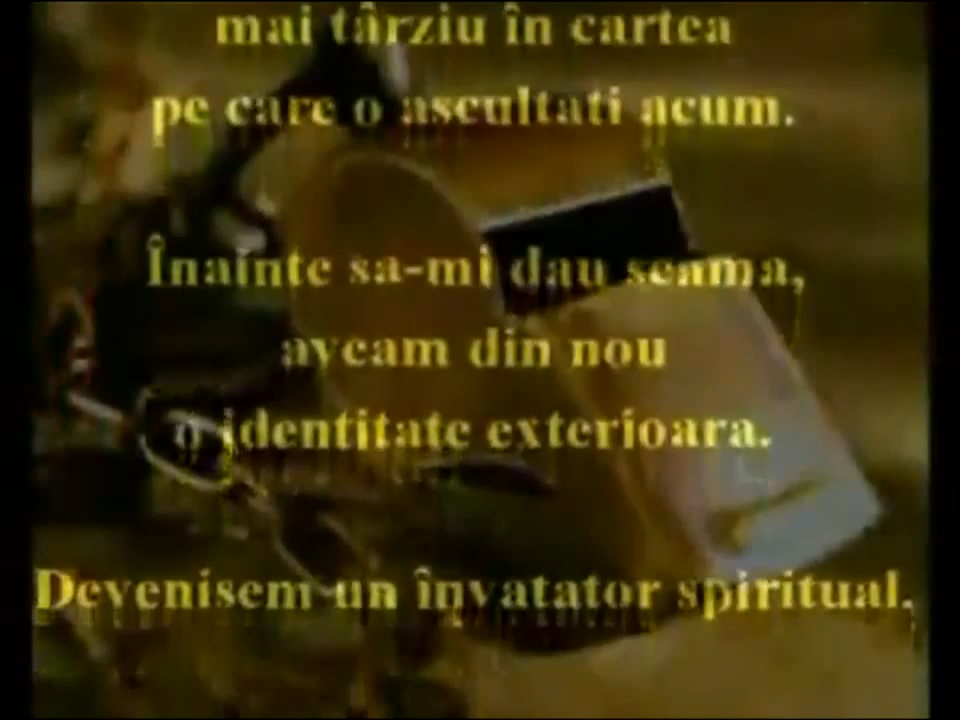 mai târziu în cartea
pe care o ascultati acum.
Înainte sa-mi dau seama,
aveam din nou
o identitate exterioara.
Devenisem un învatator spiritual.